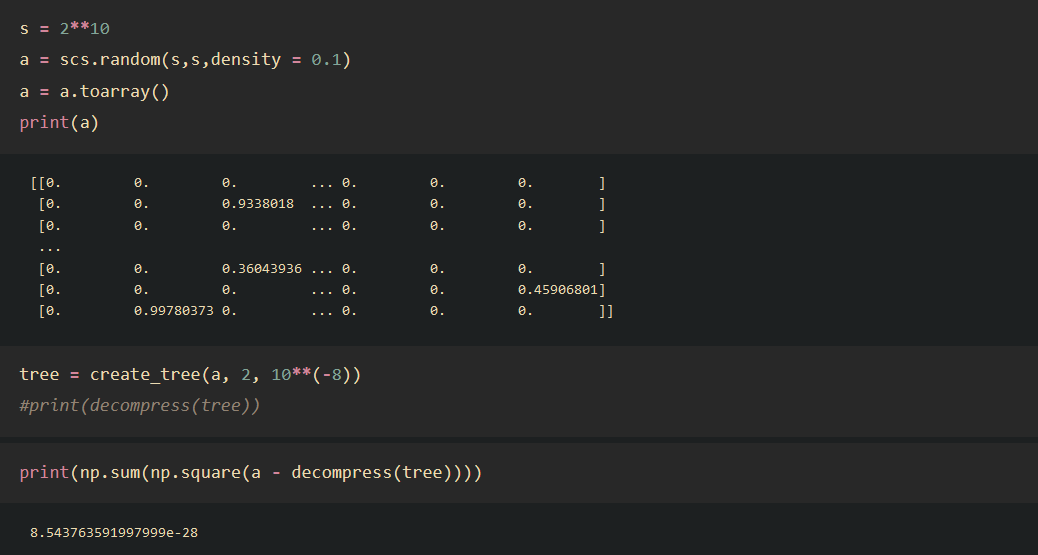 s = 2**10
a = scs.random(s,s,density = 0.1)
a = a.toarray()
print(a)
[[0. 0. 0. ... 0. 0. 0. ]
[0. 0. 0.9338018 ... 0. 0. 0. ]
[0. 0. 0. ... 0. 0. 0. ]
...
[0. 0. 0.36043936 ... 0. 0. 0. ]
[0. 0. 0. ... 0. 0. 0.45906801]
[0. 0.99780373 0. ... 0. 0. 0. ]]
tree = create_tree(a, 2, 10**(-8))
#print(decompress(tree))
print(np.sum(np.square(a - decompress(tree))))
8.543763591997999e-28